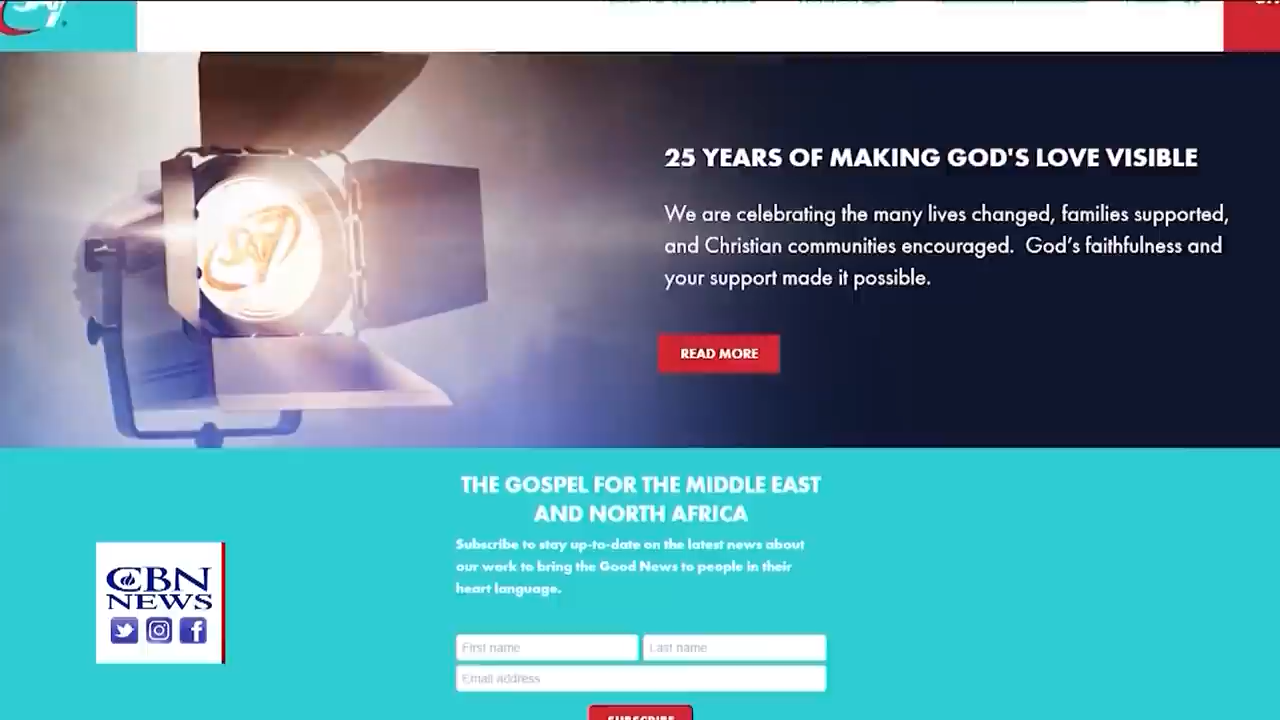 SAT7
25 YEARS OF MAKING GOD'S LOVE VISIBLE
We are celebrating the many lives changed, families supported,
and Christian communities encouraged. God's faithfulness and
your support made it possible.
READ MORE
THE GOSPEL FOR THE MIDDLE EAST
AND NORTH AFRICA
Subscribe to stay up-to-date on the latest news about
our work to bring the Good News to people in their
heart language.
CBN
NEWS
First name Last name
Email address
SUBSCRIBE